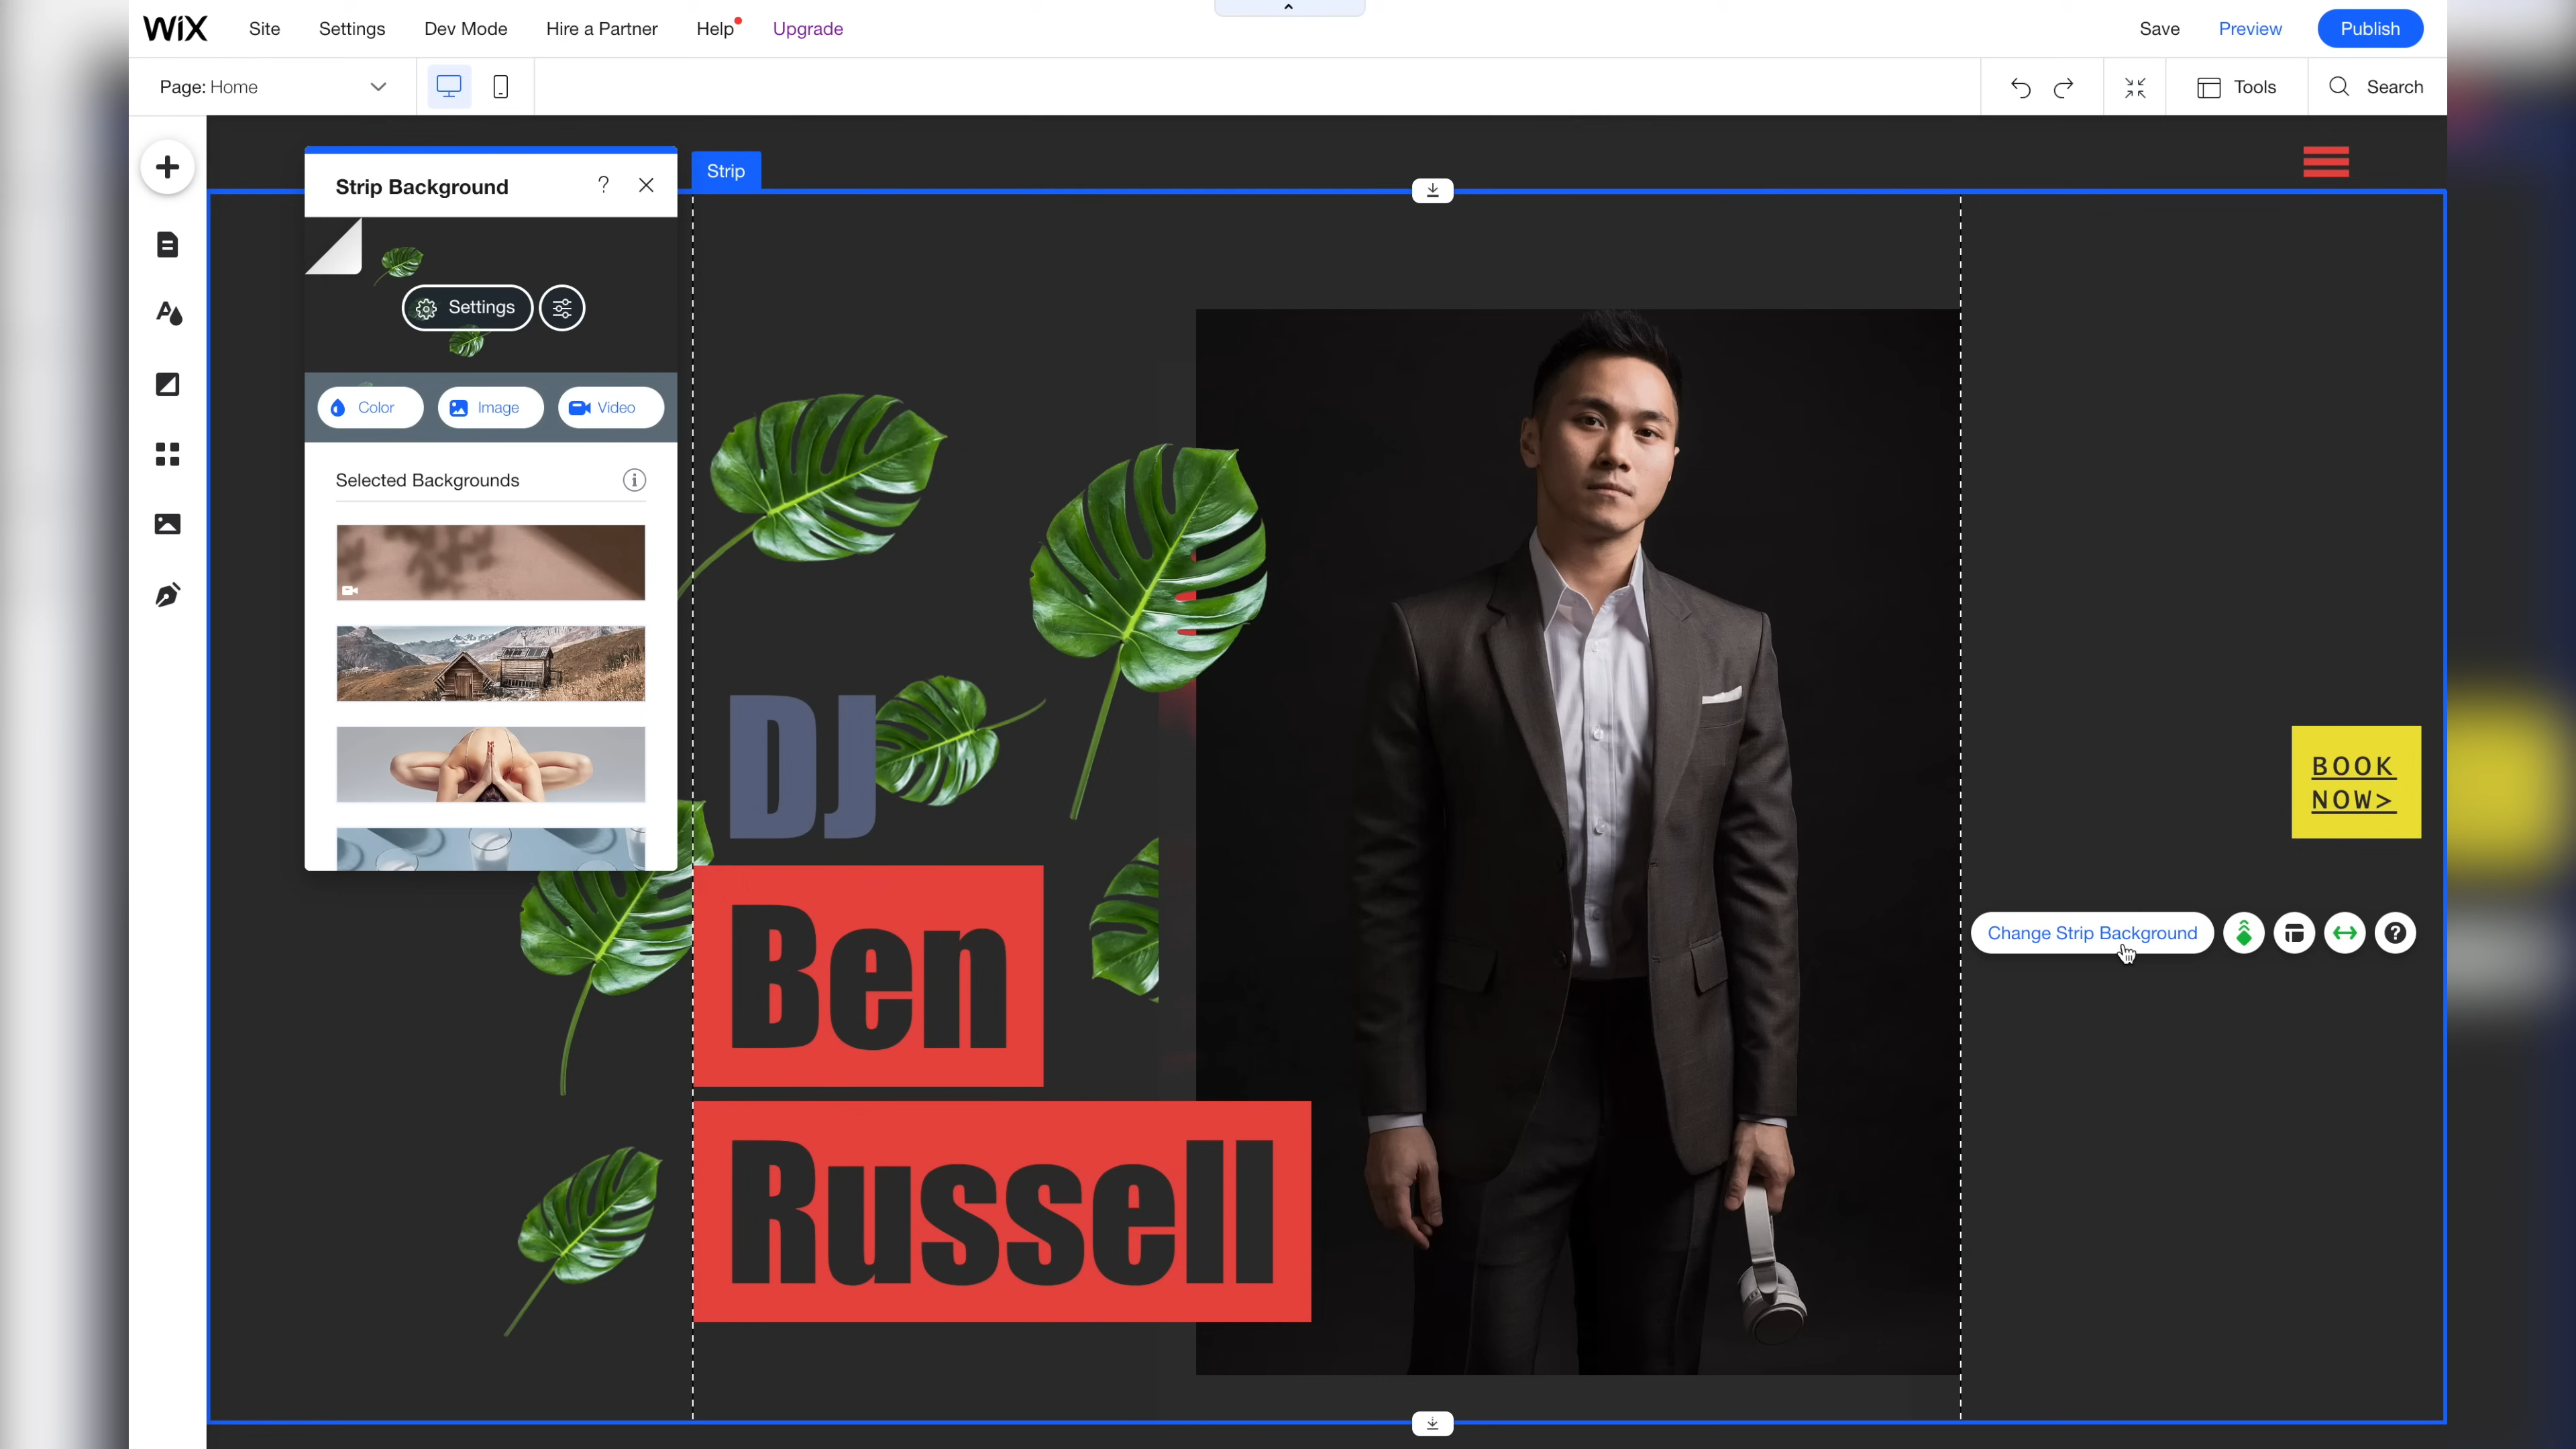 WiX Site Settings Dev Mode Hire a Partner Help Upgrade Save Preview Publish
Page: Home Tools Search
Strip Background ?
Strip
Settings
Color Image Video
Selected Backgrounds
DJ
Ben
Russell
BOOK
NOW>
Change Strip Background ?